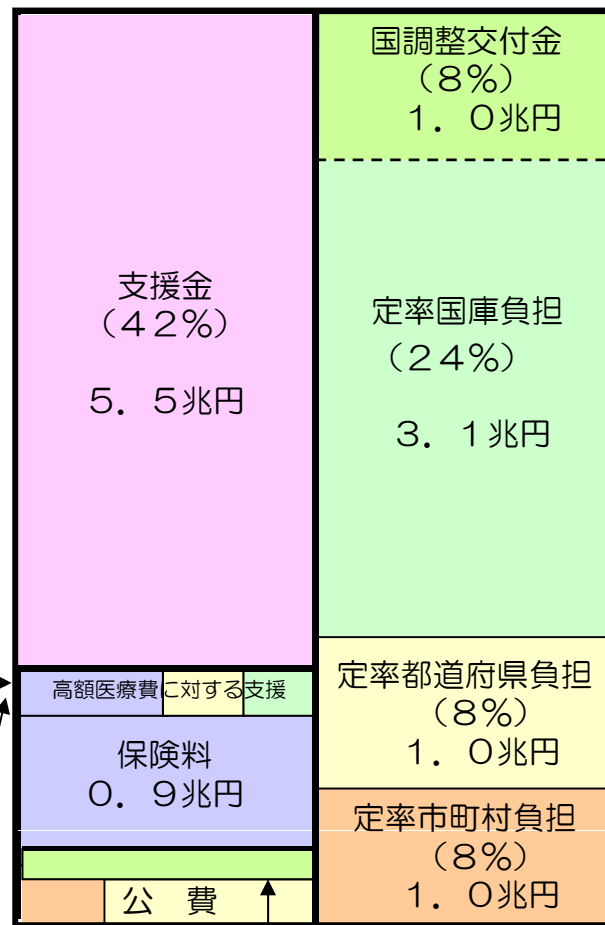 支援金
（４２％）
５．５兆円
高額医療費に対する支援
保険料
０．９兆円
公　費
国調整交付金
（８％）
１．０兆円
定率国庫負担
（２４％）
３．１兆円
定率都道府県負担
（８％）
１．０兆円
定率市町村負担
（８％）
１．０兆円